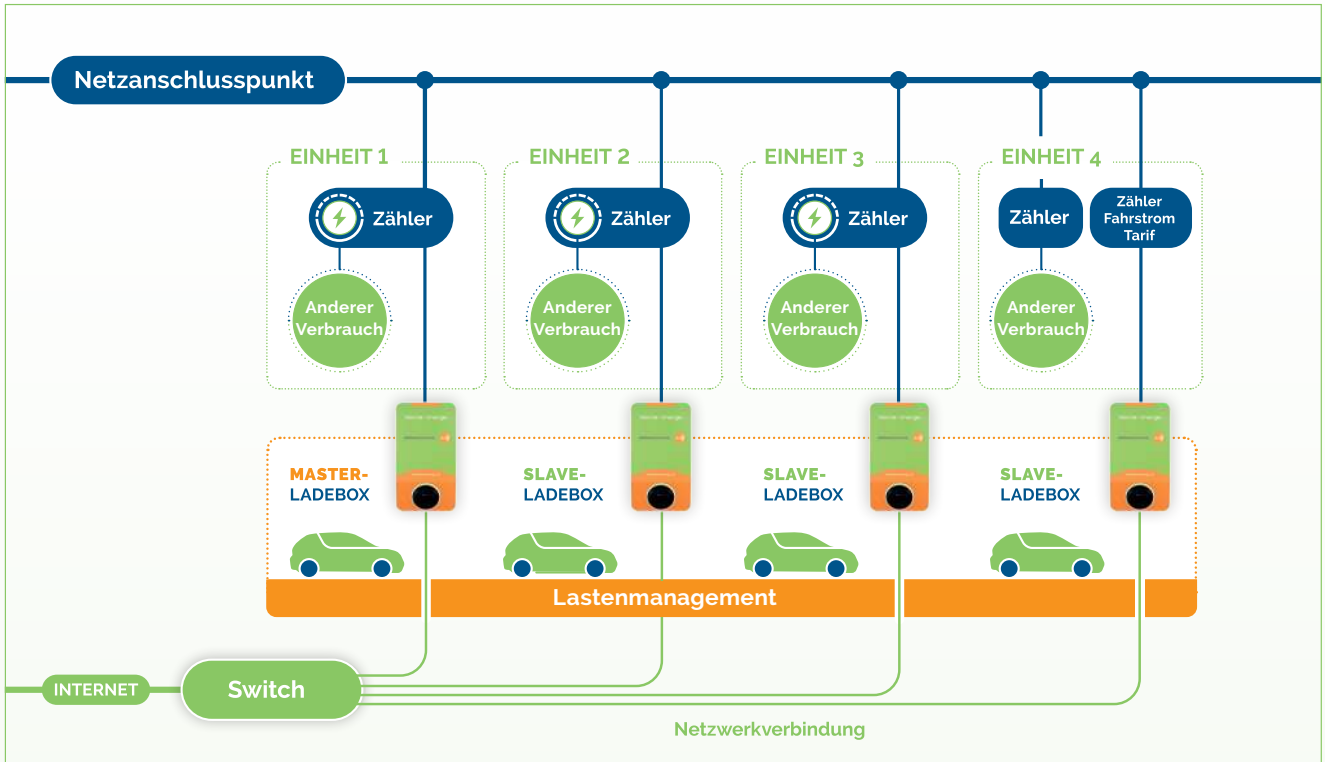 Netzanschlusspunkt
EINHEIT 1
EINHEIT 2
EINHEIT 3
EINHEIT 4
Zähler
Zähler
Zähler
Zähler
Zähler
Fahrstrom
Tarif
Anderer
Verbrauch
Anderer
Verbrauch
Anderer
Verbrauch
Anderer
Verbrauch
MASTER-
LADEBOX
SLAVE-
LADEBOX
SLAVE-
LADEBOX
SLAVE-
LADEBOX
Lastenmanagement
INTERNET
Switch
Netzwerkverbindung